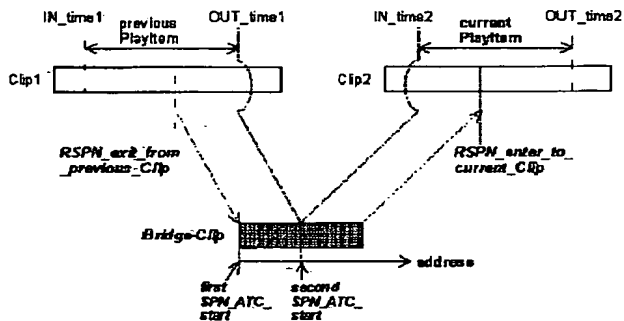 IN_time1
previous
PlayItem
OUT_time1
IN_time2
current
PlayItem
OUT_time2
Clip1
Clip2
RSPN_exit_from
_previous_Clip
RSPN_enter_to_
current_Clip
Bridge-Clip
address
first
SPN_ATC_
start
second
SPN_ATC_
start